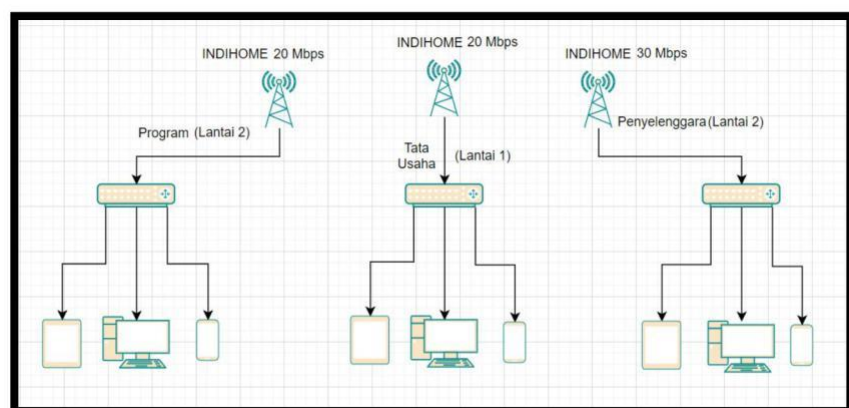 INDIHOME 20 Mbps
INDIHOME 20 Mbps
INDIHOME 30 Mbps
Program (Lantai 2)
Tata
Usaha
(Lantai 1)
Penyelenggara(Lantai 2)